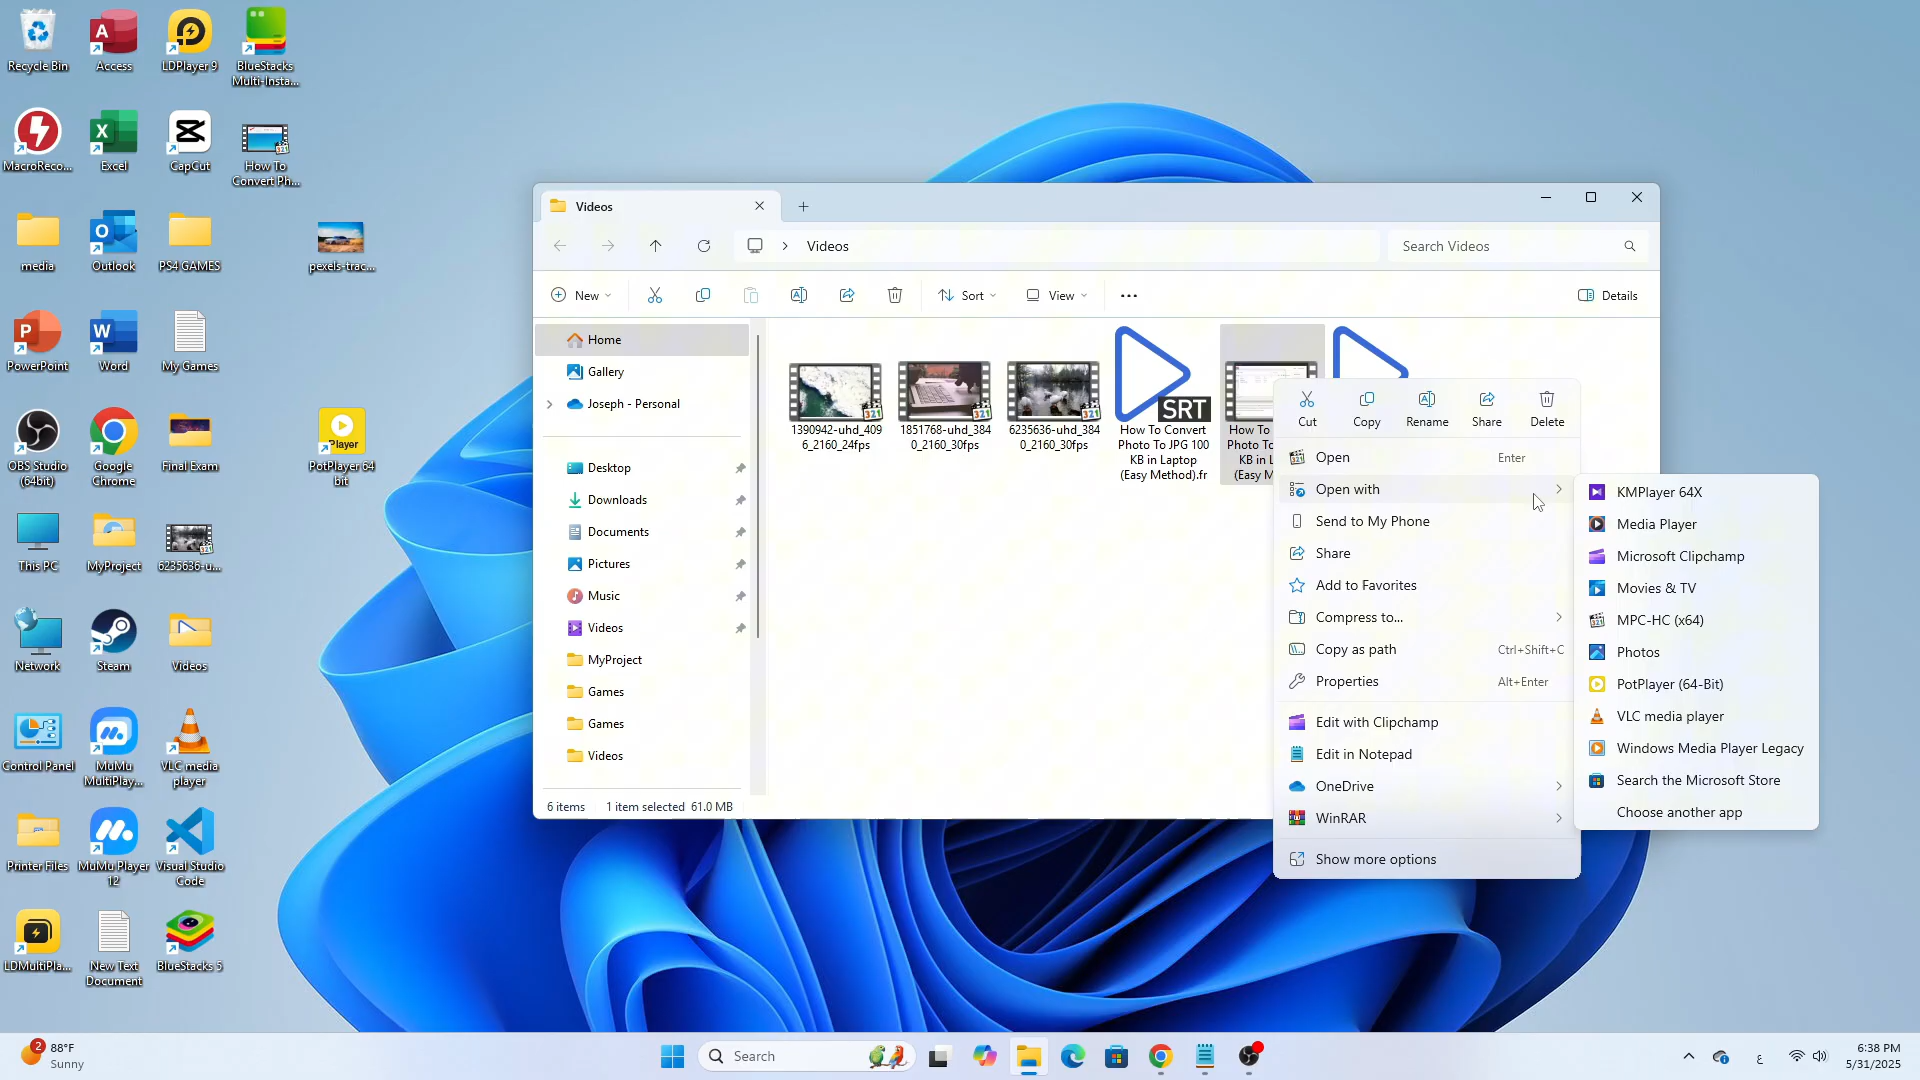 Recycle Bin
Access
LDPlayer 9
BlueStacks
Multi-Insta...
MacroReco...
Excel
CapCut
How To
Convert Ph...
media
Outlook
PS4 GAMES
pexels-trac...
PowerPoint
Word
My Games
OBS Studio
(64bit)
Google
Chrome
Final Exam
Player
PotPlayer 64
bit
This PC
MyProject
6235636-u...
Network
Steam
Videos
Control Panel
MuMu
MultiPlay...
VLC media
player
Printer Files
MuMu Player
12
Visual Studio
Code
LDMultiPla...
New Text
Document
BlueStacks 5
Videos
Videos
Search Videos
New
Sort
View
Details
Home
Gallery
Joseph - Personal
Desktop
Downloads
Documents
Pictures
Music
Videos
MyProject
Games
Games
Videos
321
1390942-uhd_409
6_2160_24fps
321
1851768-uhd_384
0_2160_30fps
321
6235636-uhd_384
0_2160_30fps
SRT
How To Convert
Photo To JPG 100
KB in Laptop
(Easy Method).fr
How To
Photo To
KB in L
(Easy M
6 items
1 item selected 61.0 MB
Cut
Copy
Rename
Share
Delete
Open Enter
Open with
Send to My Phone
Share
Add to Favorites
Compress to...
Copy as path Ctrl+Shift+C
Properties Alt+Enter
Edit with Clipchamp
Edit in Notepad
OneDrive
WinRAR
Show more options
KMPlayer 64X
Media Player
Microsoft Clipchamp
Movies & TV
MPC-HC (x64)
Photos
PotPlayer (64-Bit)
VLC media player
Windows Media Player Legacy
Search the Microsoft Store
Choose another app
2
88°F
Sunny
Search
ع
6:38 PM
5/31/2025